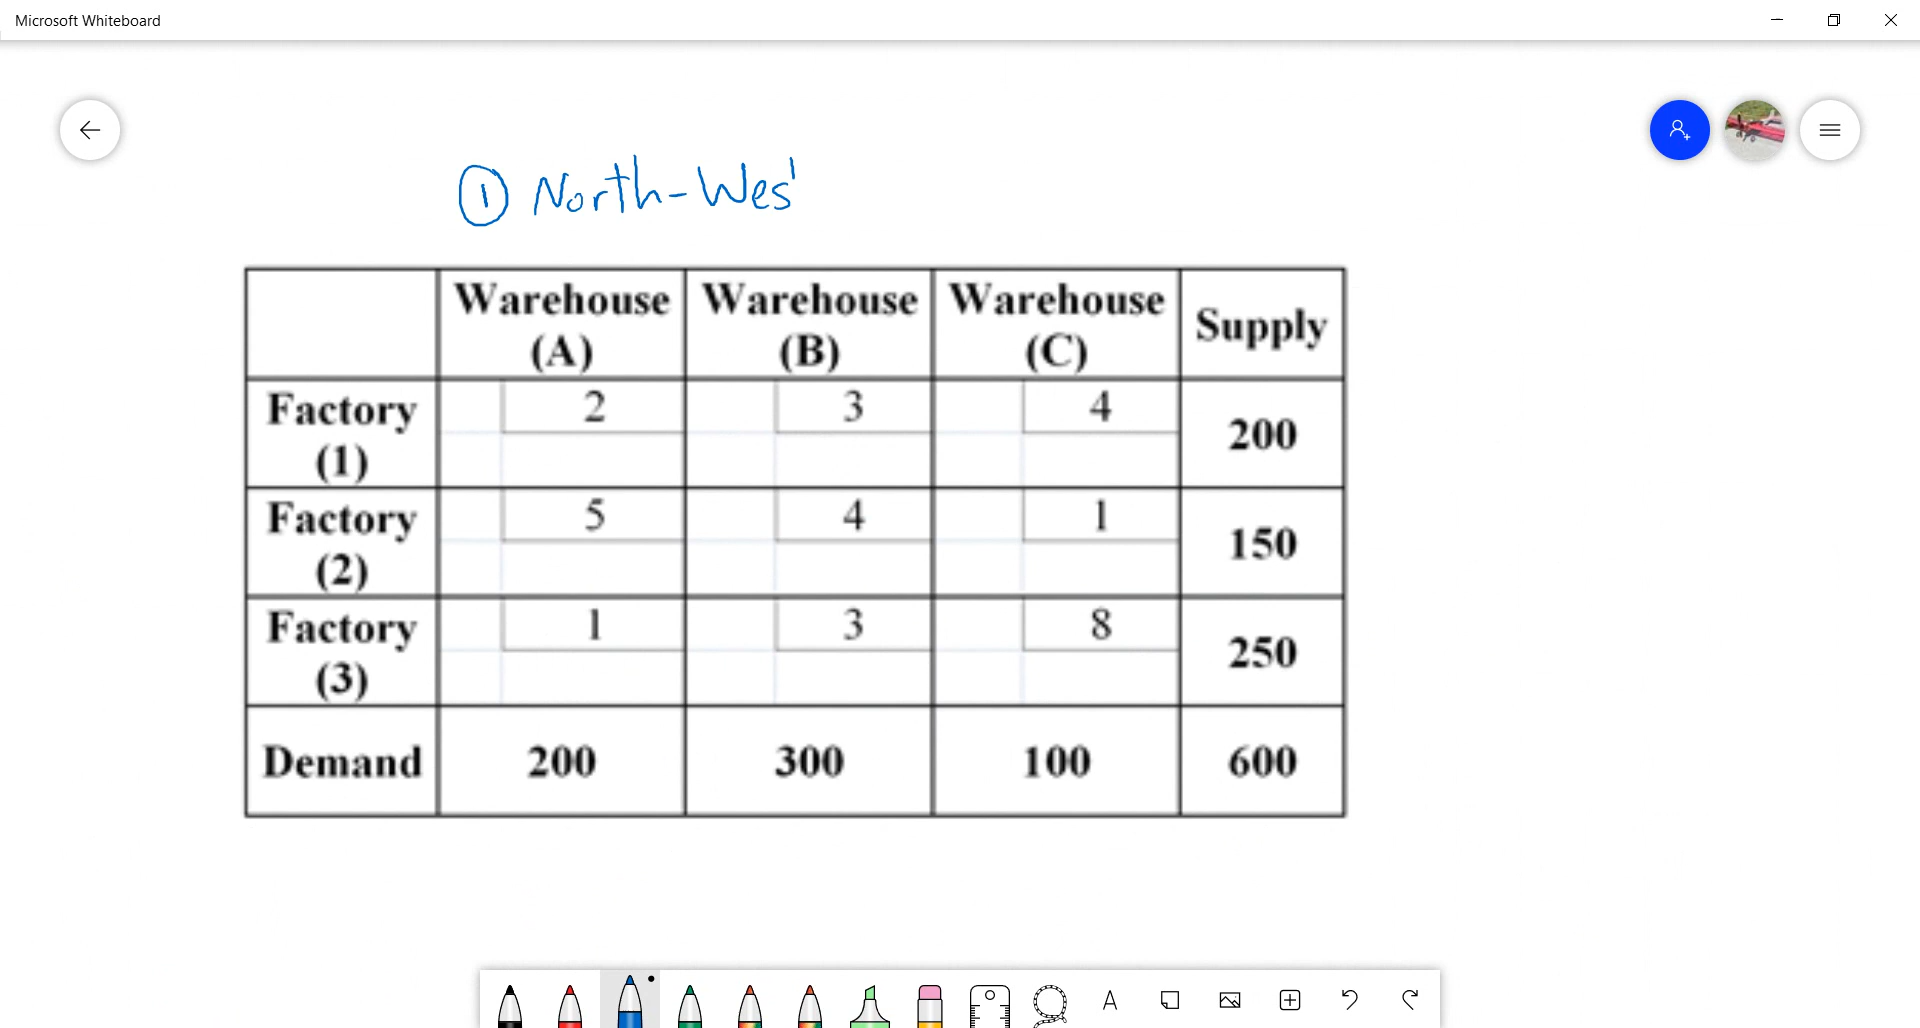 Microsoft Whiteboard
① North-Wes'
Warehouse (A) Warehouse (B) Warehouse (C) Supply
Factory (1) 2 3 4 200
Factory (2) 5 4 1 150
Factory (3) 1 3 8 250
Demand 200 300 100 600
A